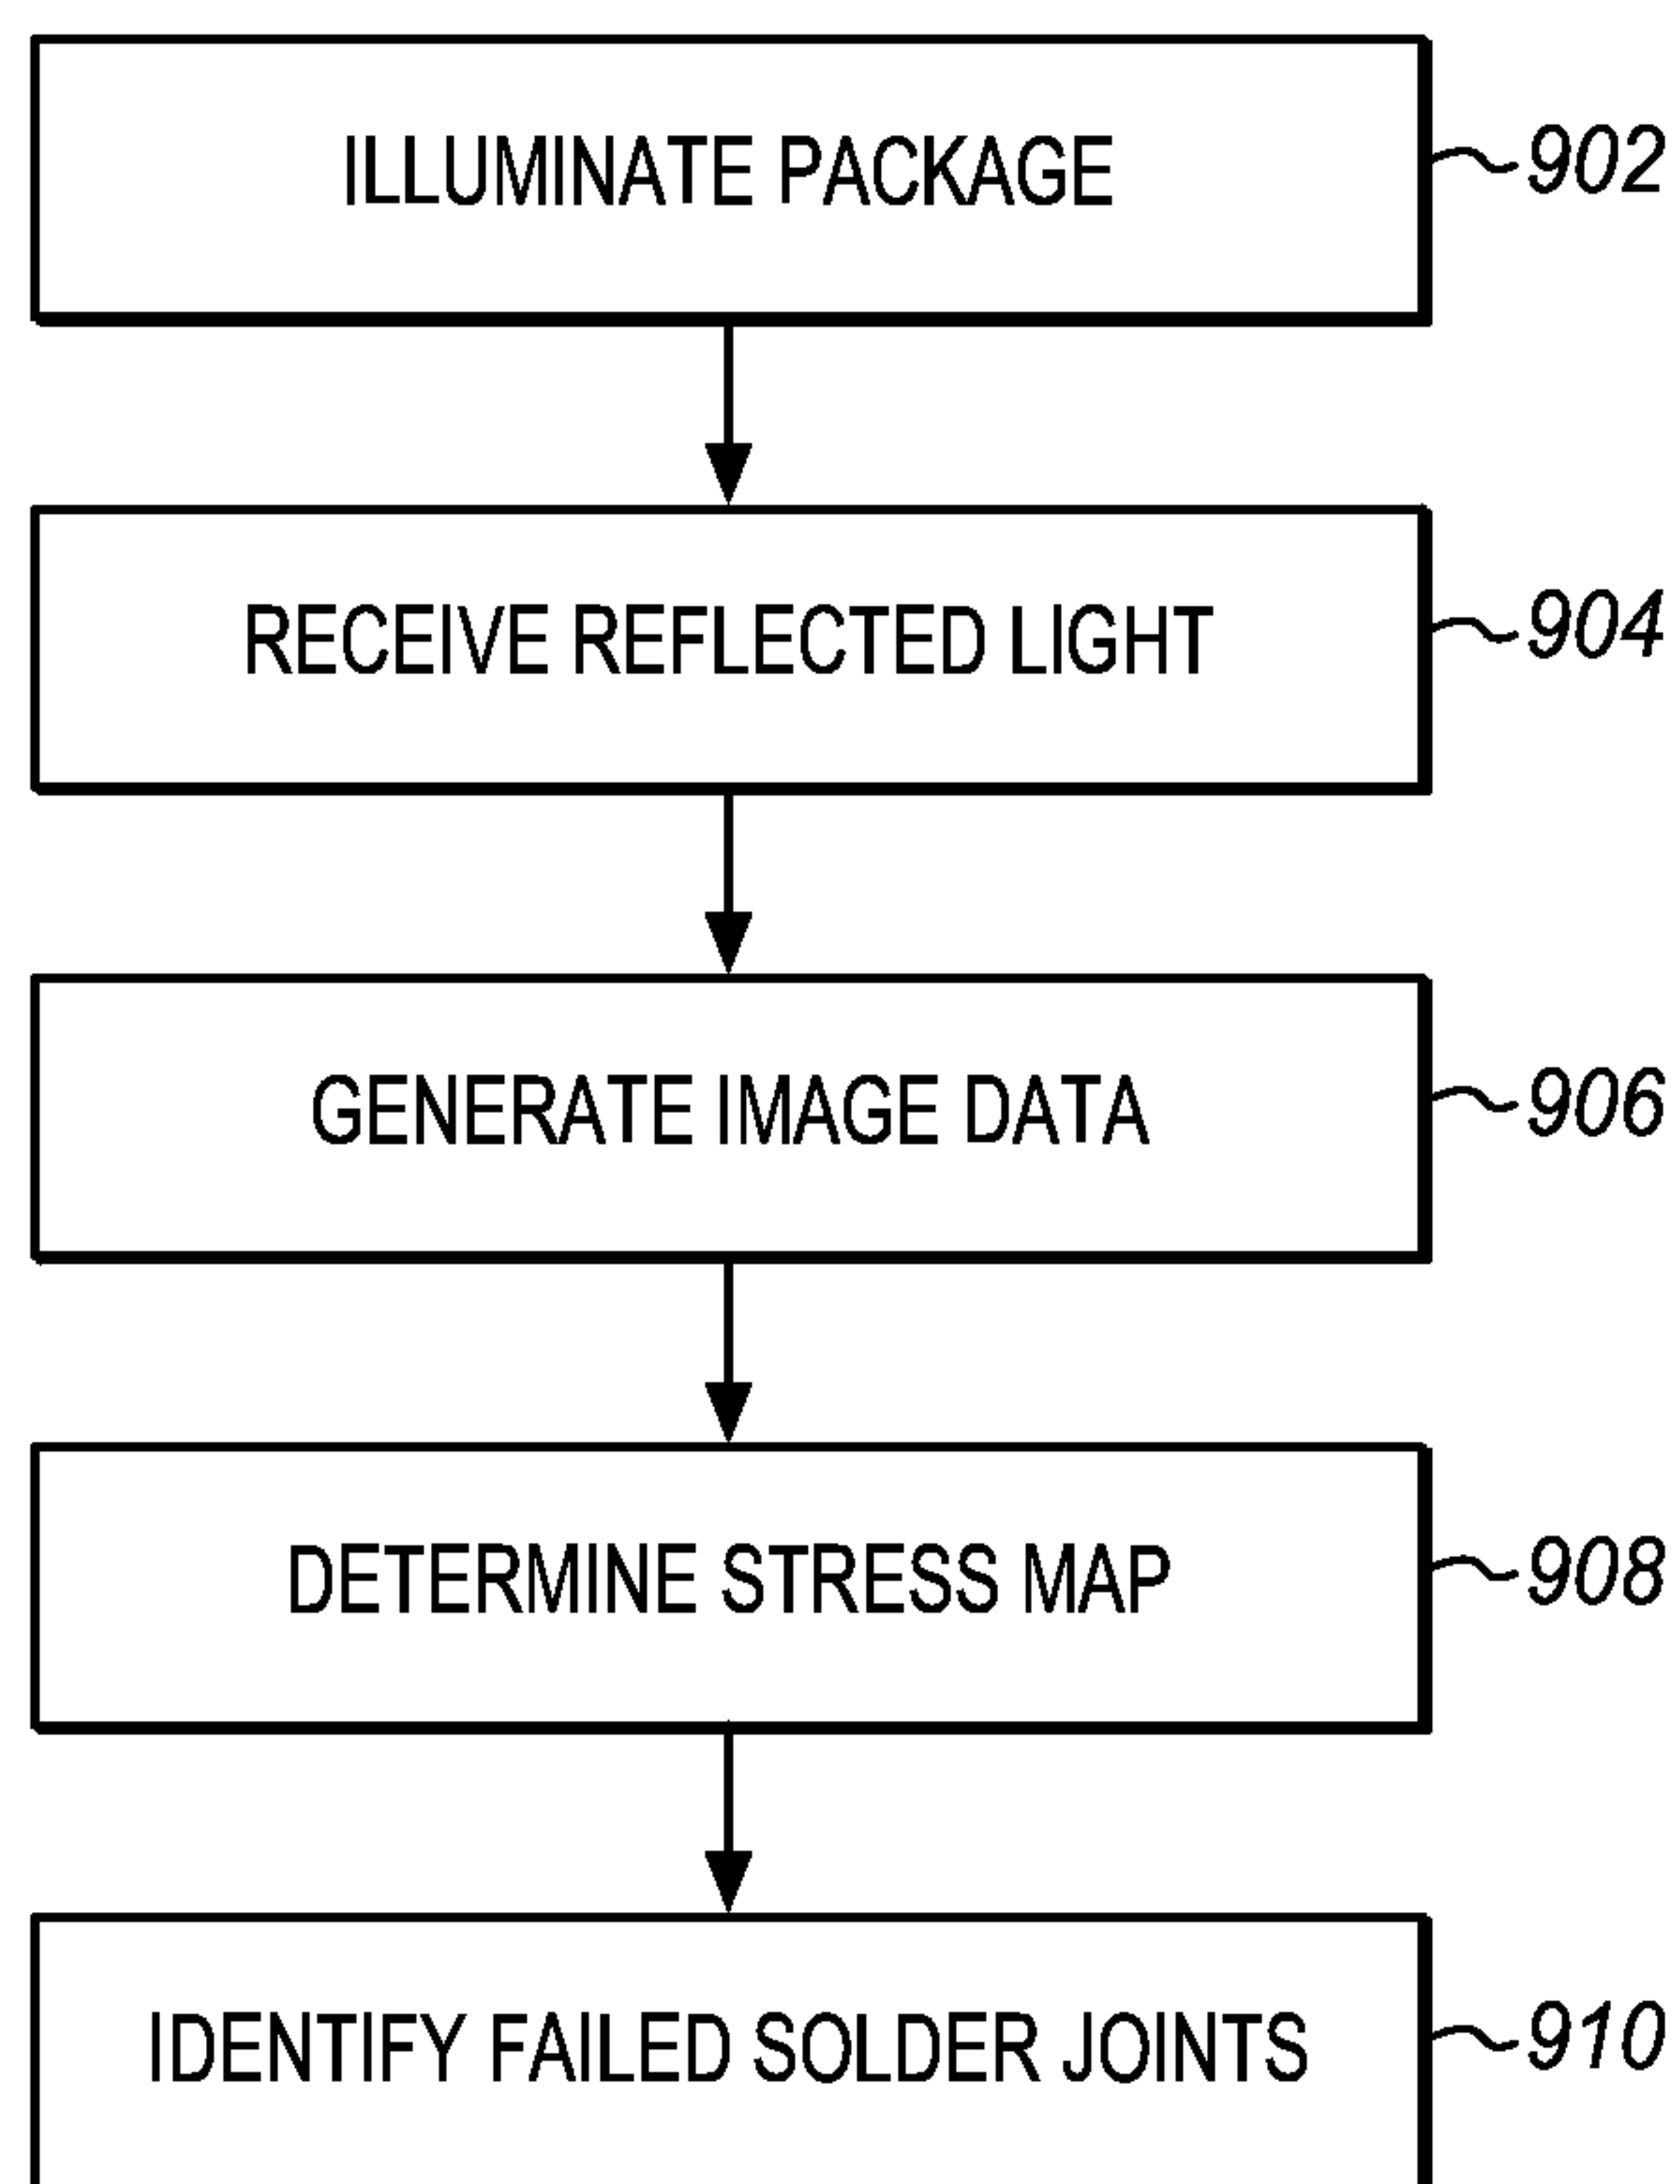 ILLUMINATE PACKAGE
902
RECEIVE REFLECTED LIGHT
904
GENERATE IMAGE DATA
906
DETERMINE STRESS MAP
908
IDENTIFY FAILED SOLDER JOINTS
910